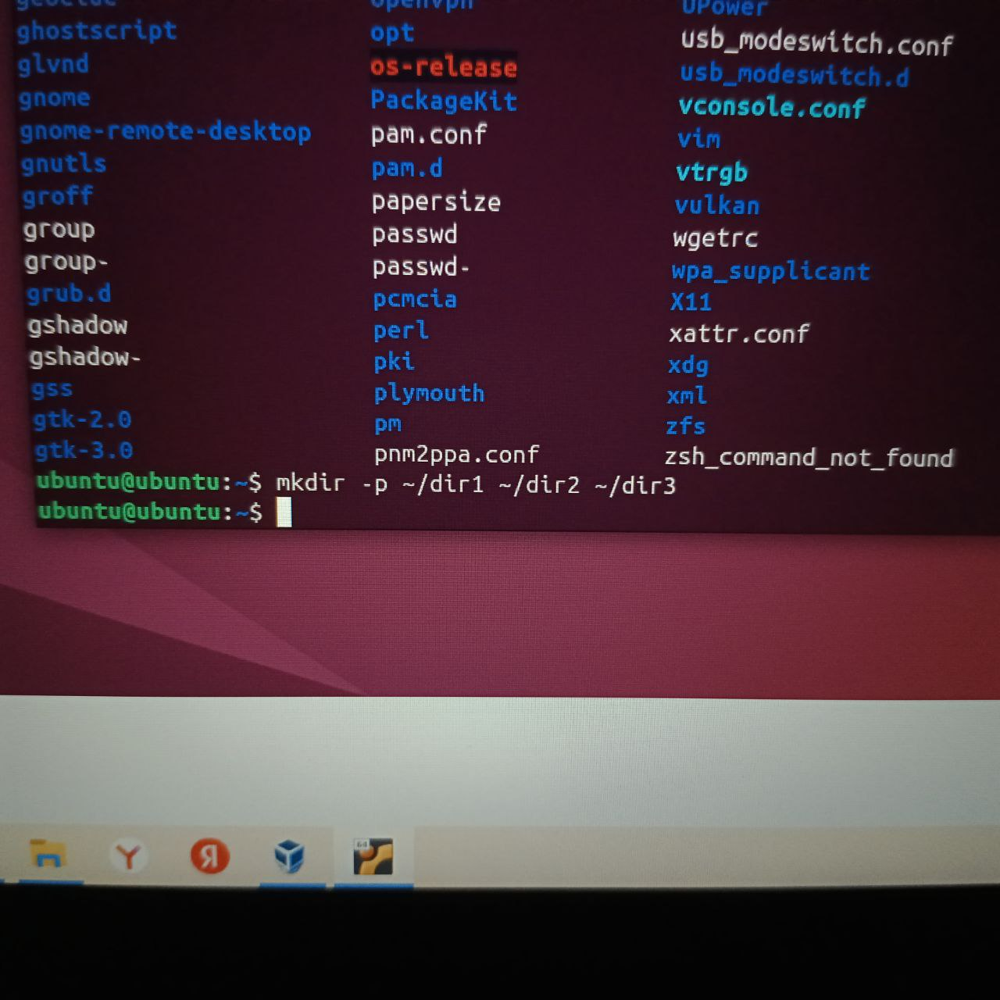 geoclue openvpn UPower
ghostscript opt usb_modeswitch.conf
glvnd os-release usb_modeswitch.d
gnome PackageKit vconsole.conf
gnome-remote-desktop pam.conf vim
gnutls pam.d vtrgb
groff papersize vulkan
group passwd wgetrc
group- passwd- wpa_supplicant
grub.d pcmcia X11
gshadow perl xattr.conf
gshadow- pki xdg
gss plymouth xml
gtk-2.0 pm zfs
gtk-3.0 pnm2ppa.conf zsh_command_not_found
ubuntu@ubuntu:~$ mkdir -p ~/dir1 ~/dir2 ~/dir3
ubuntu@ubuntu:~$
Y Я 64